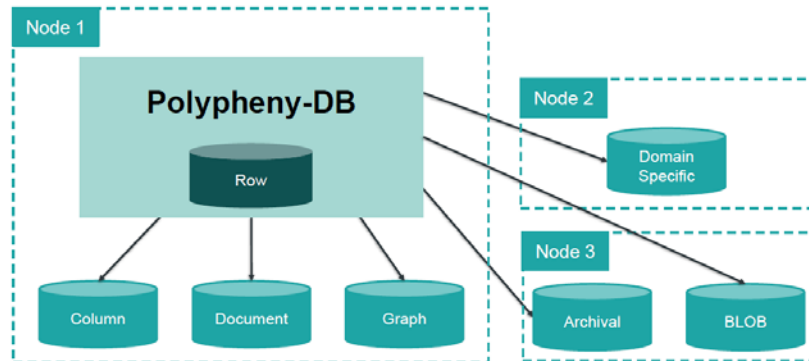 Node 1
Polypheny-DB
Row
Column
Document
Graph
Node 2
Domain
Specific
Node 3
Archival
BLOB